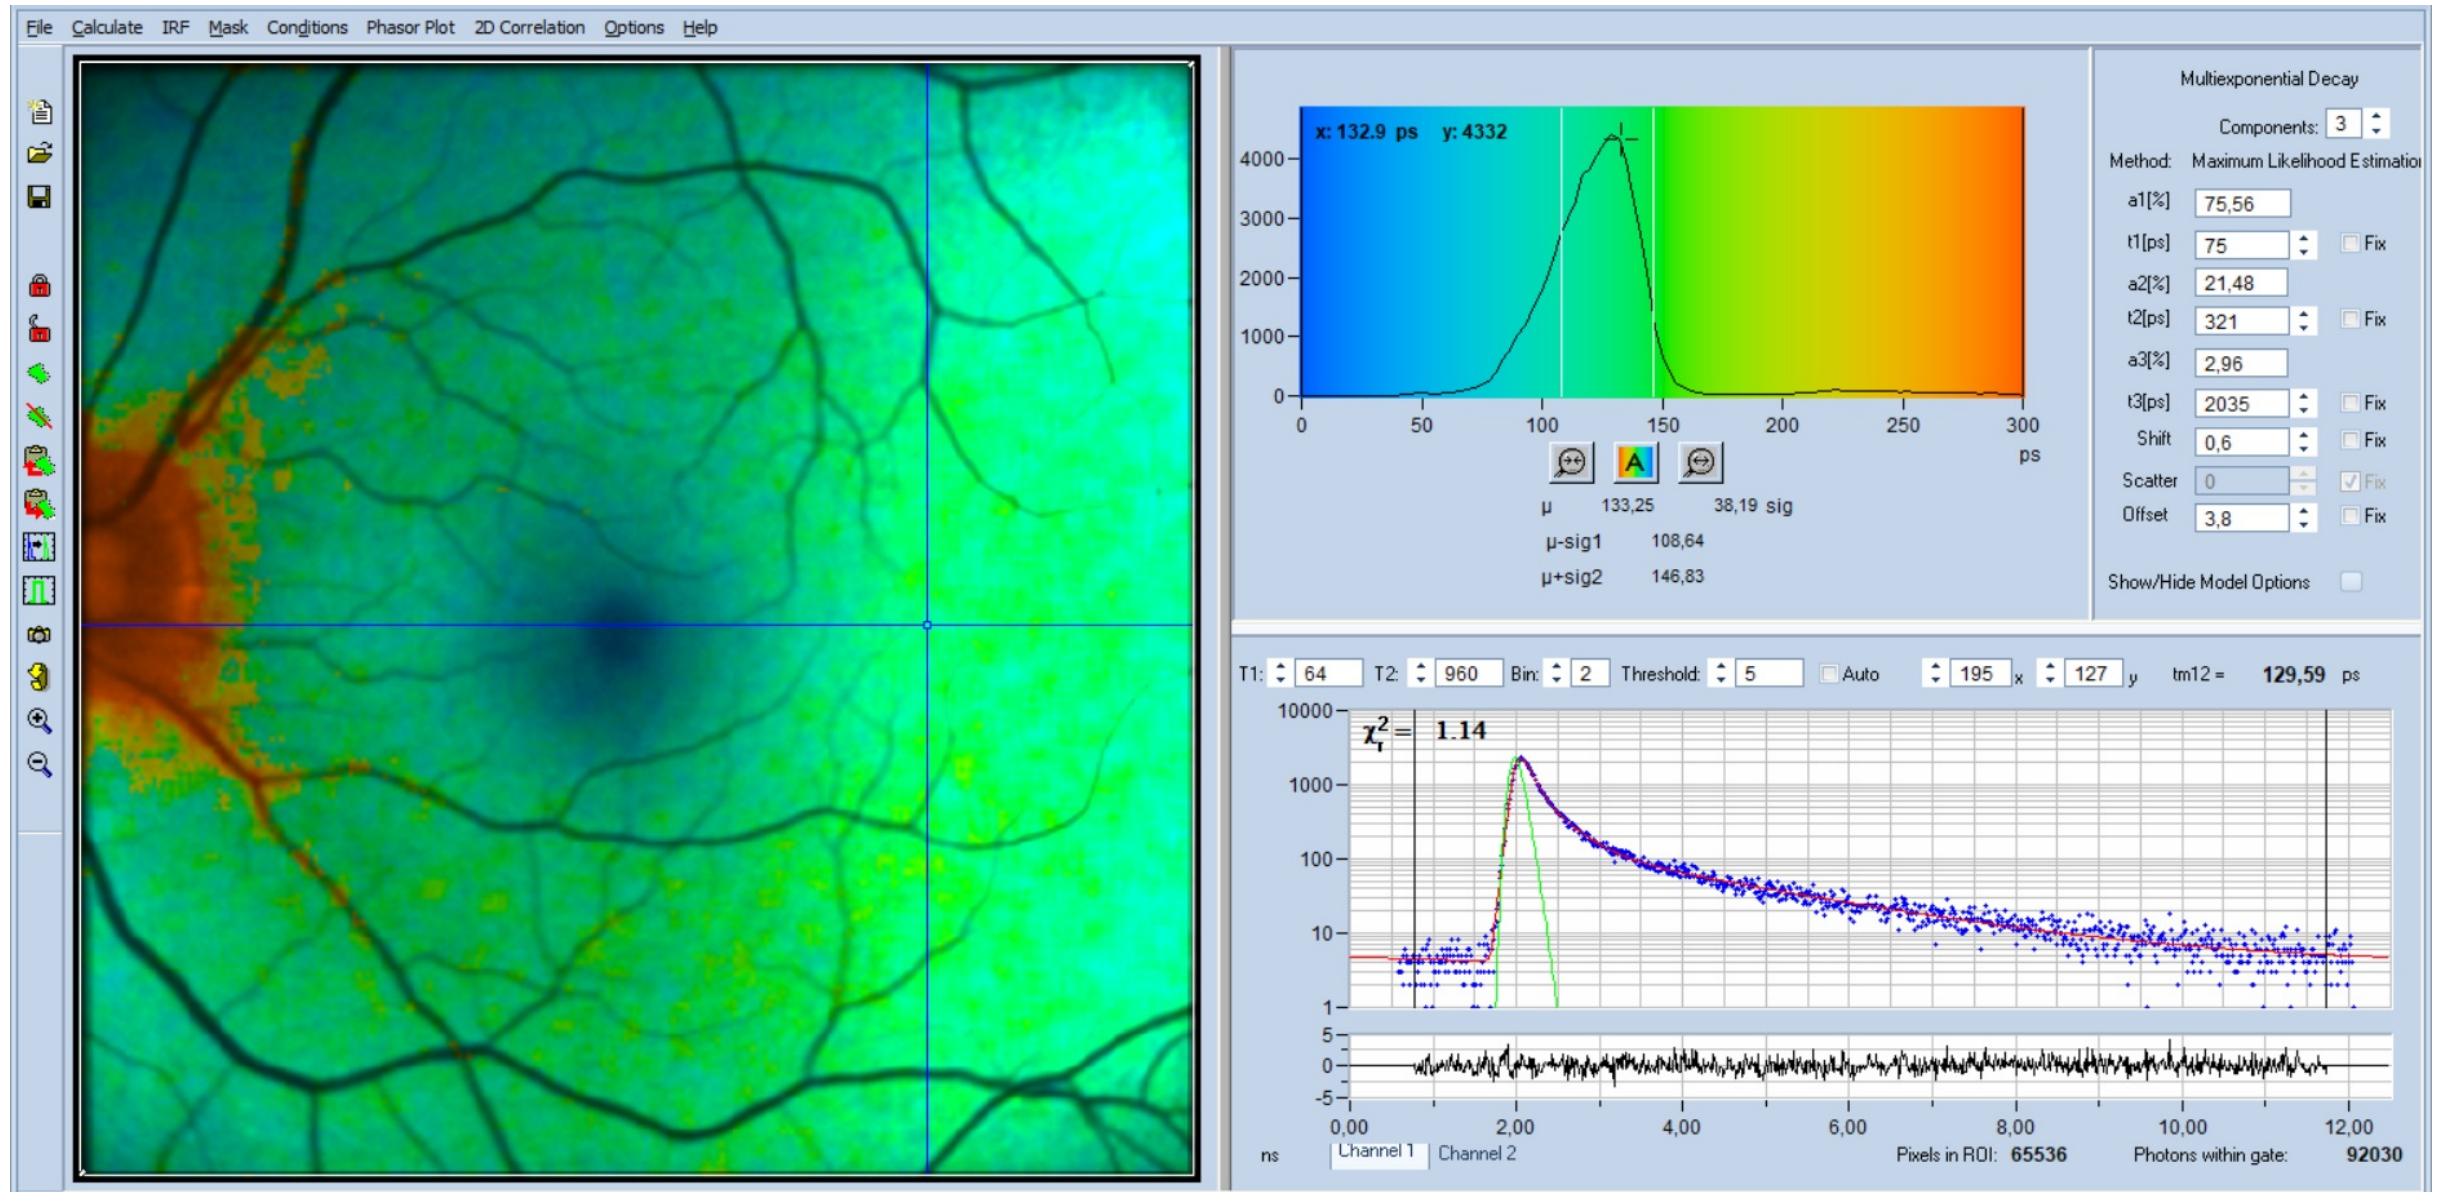 File Calculate IRF Mask Conditions Phasor Plot 2D Correlation Options Help
x: 132.9 ps y: 4332
4000
3000
2000
1000
0
0 50 100 150 200 250 300
ps
A
μ 133,25 38,19 sig
μ-sig1 108,64
μ+sig2 146,83
Multiexponential Decay
Components: 3
Method: Maximum Likelihood Estimation
a1[%] 75,56
t1[ps] 75 Fix
a2[%] 21,48
t2[ps] 321 Fix
a3[%] 2,96
t3[ps] 2035 Fix
Shift 0,6 Fix
Scatter 0 Fix
Offset 3,8 Fix
Show/Hide Model Options
T1: 64 T2: 960 Bin: 2 Threshold: 5 Auto 195 x 127 y tm12 = 129,59 ps
χ²r = 1.14
10000
1000
100
10
1
5
0
-5
0,00 2,00 4,00 6,00 8,00 10,00 12,00
ns Channel 1 Channel 2 Pixels in ROI: 65536 Photons within gate: 92030